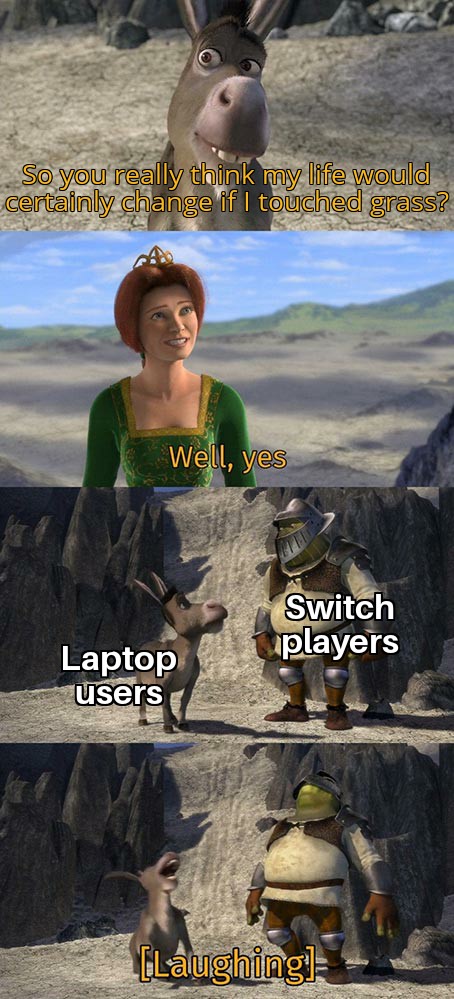 So you really think my life would
certainly change if I touched grass?
Well, yes
Switch
players
Laptop
users
[Laughing]